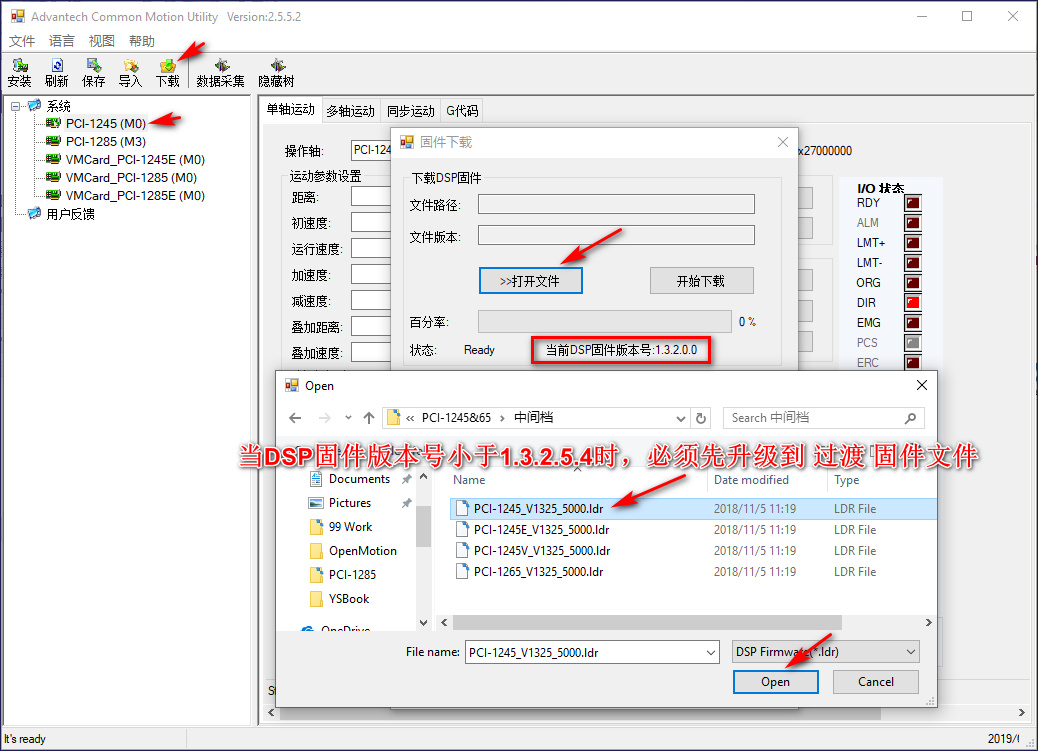 Advantech Common Motion Utility Version:2.5.5.2
文件 语言 视图 帮助
安装 刷新 保存 导入 下载 数据采集 隐藏树
系统
PCI-1245 (M0)
PCI-1285 (M3)
VMCard_PCI-1245E (M0)
VMCard_PCI-1285 (M0)
VMCard_PCI-1285E (M0)
用户反馈
单轴运动 多轴运动 同步运动 G代码
操作轴: PCI-124
x27000000
运动参数设置
距离:
初速度:
运行速度:
加速度:
减速度:
叠加距离:
叠加速度:
I/O 状态
RDY
ALM
LMT+
LMT-
ORG
DIR
EMG
PCS
ERC
固件下载
下载DSP固件
文件路径:
文件版本:
>>打开文件 开始下载
百分率: 0 %
状态: Ready 当前DSP固件版本号:1.3.2.0.0
Open
« PCI-1245&65 › 中间档 Search 中间档
当DSP固件版本号小于1.3.2.5.4时，必须先升级到 过渡 固件文件
Documents
Pictures
99 Work
OpenMotion
PCI-1285
YSBook
OneDrive
Name Date modified Type
PCI-1245_V1325_5000.ldr 2018/11/5 11:19 LDR File
PCI-1245E_V1325_5000.ldr 2018/11/5 11:19 LDR File
PCI-1245V_V1325_5000.ldr 2018/11/5 11:19 LDR File
PCI-1265_V1325_5000.ldr 2018/11/5 11:19 LDR File
File name: PCI-1245_V1325_5000.ldr DSP Firmware(*.ldr)
Open Cancel
It's ready
2019/